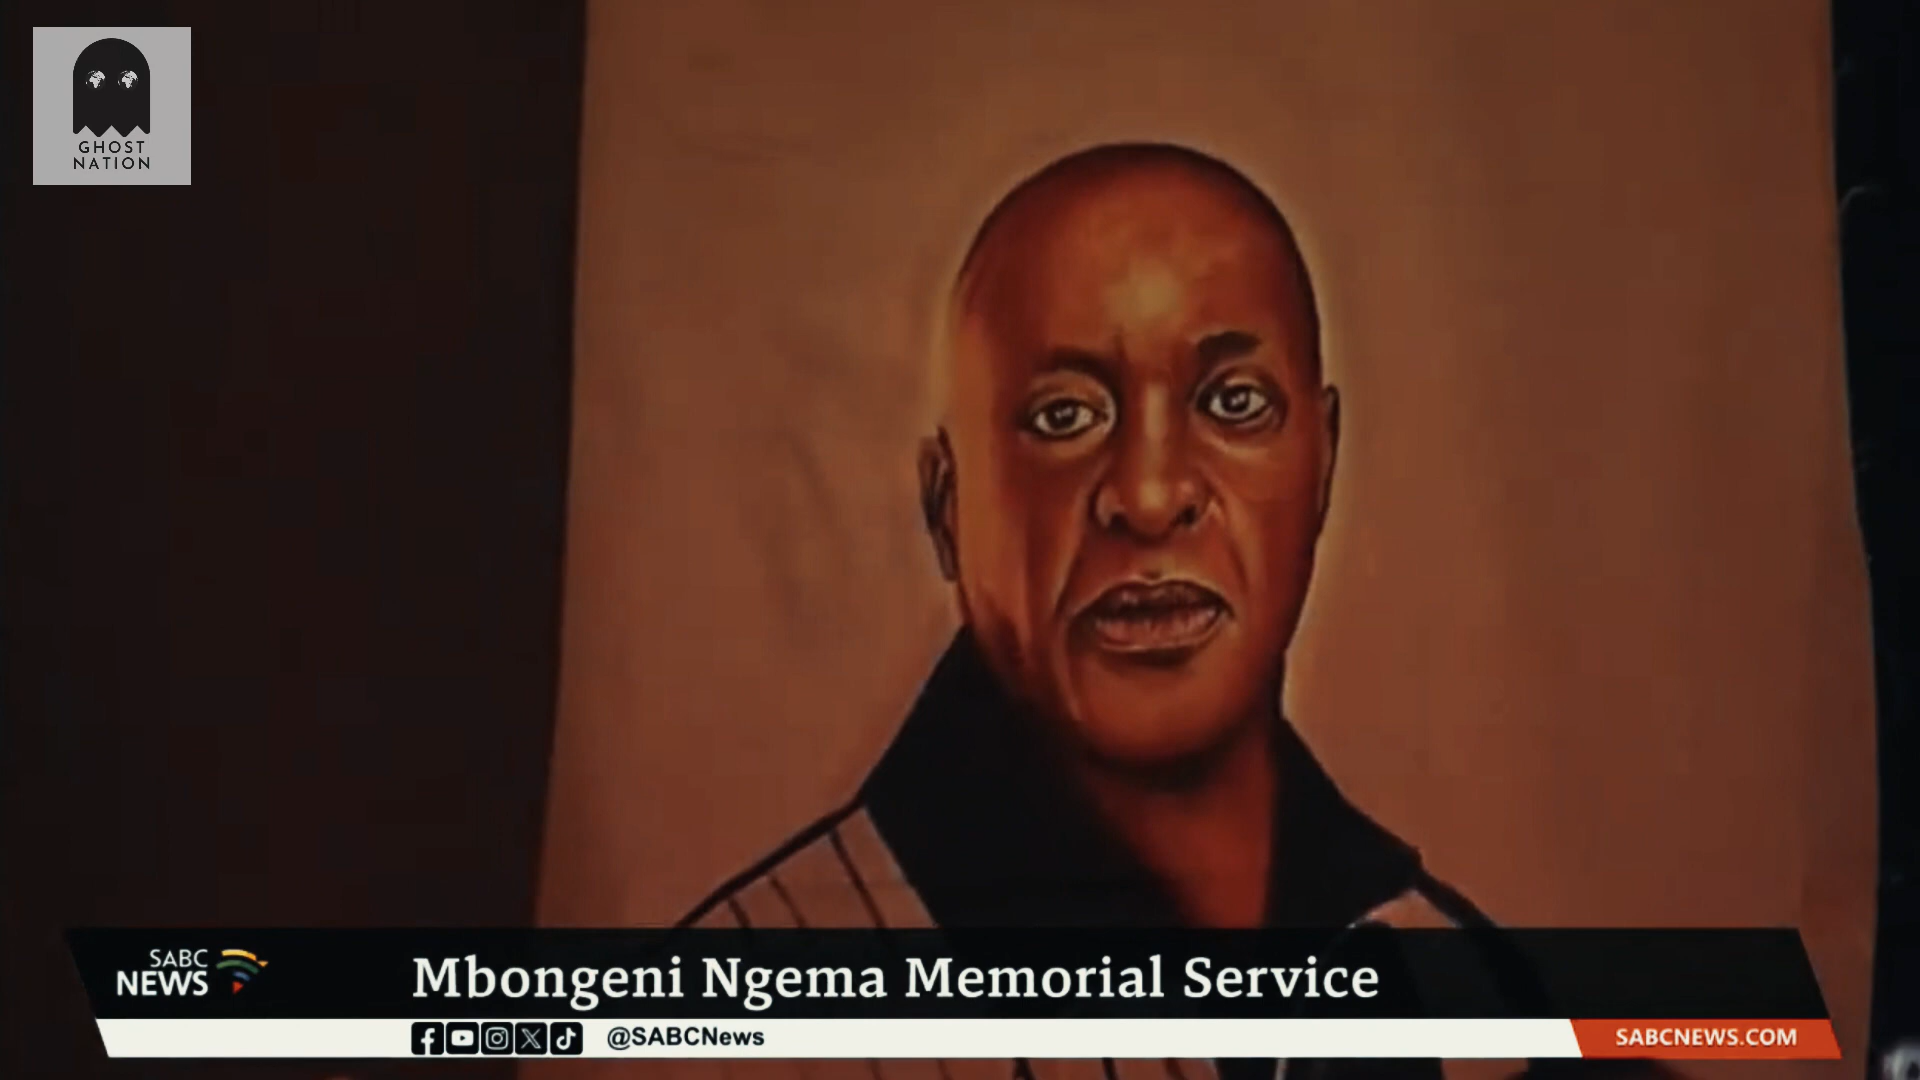 GHOST
NATION
SABC
NEWS
Mbongeni Ngema Memorial Service
@SABCNews
SABCNEWS.COM